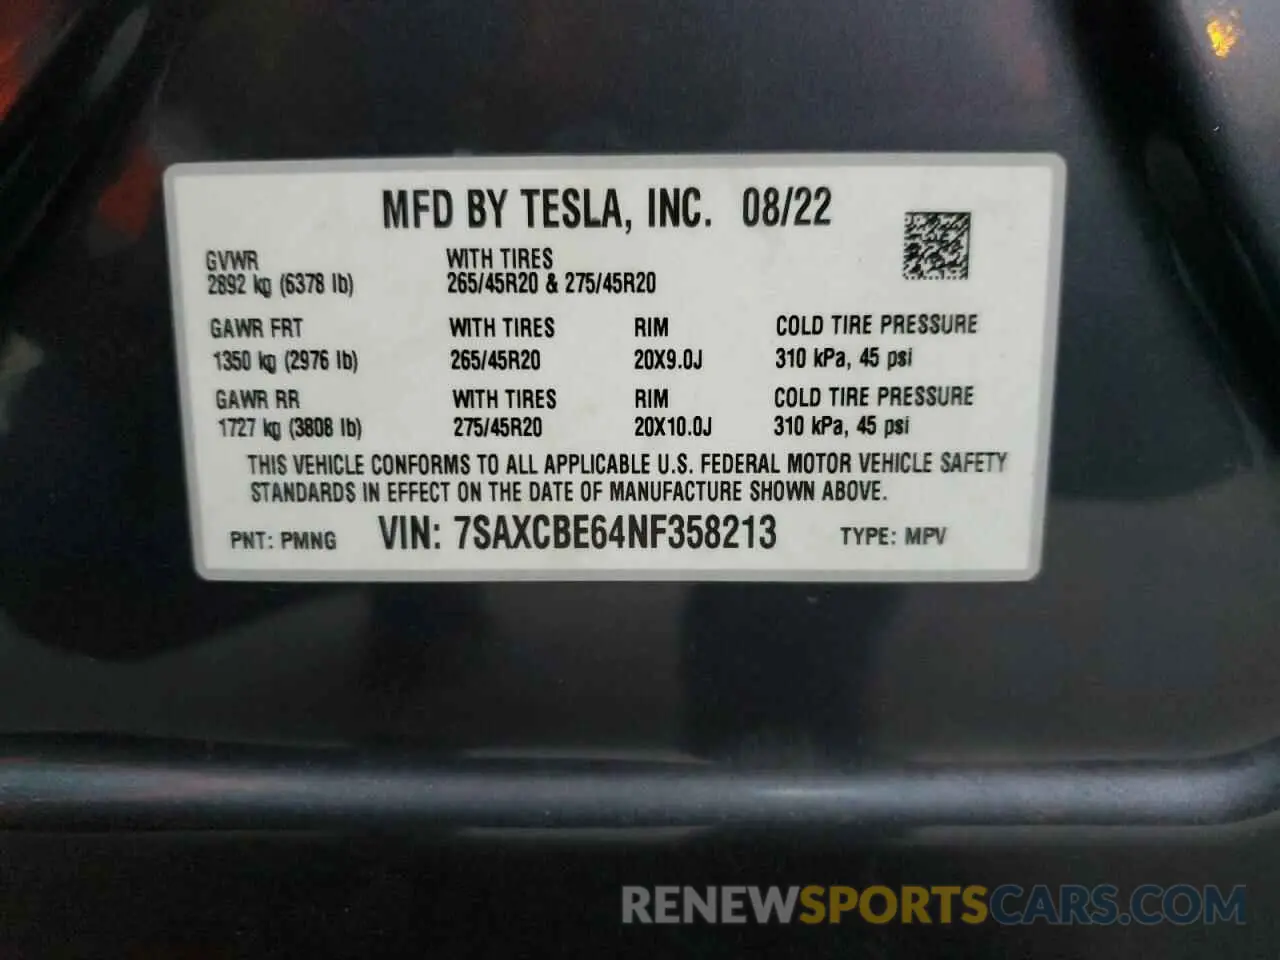 MFD BY TESLA, INC. 08/22
GVWR WITH TIRES
2892 kg (6378 lb) 265/45R20 & 275/45R20
GAWR FRT WITH TIRES RIM COLD TIRE PRESSURE
1350 kg (2976 lb) 265/45R20 20X9.0J 310 kPa, 45 psi
GAWR RR WITH TIRES RIM COLD TIRE PRESSURE
1727 kg (3808 lb) 275/45R20 20X10.0J 310 kPa, 45 psi
THIS VEHICLE CONFORMS TO ALL APPLICABLE U.S. FEDERAL MOTOR VEHICLE SAFETY
STANDARDS IN EFFECT ON THE DATE OF MANUFACTURE SHOWN ABOVE.
PNT: PMNG VIN: 7SAXCBE64NF358213 TYPE: MPV
RENEWSPORTSCARS.COM